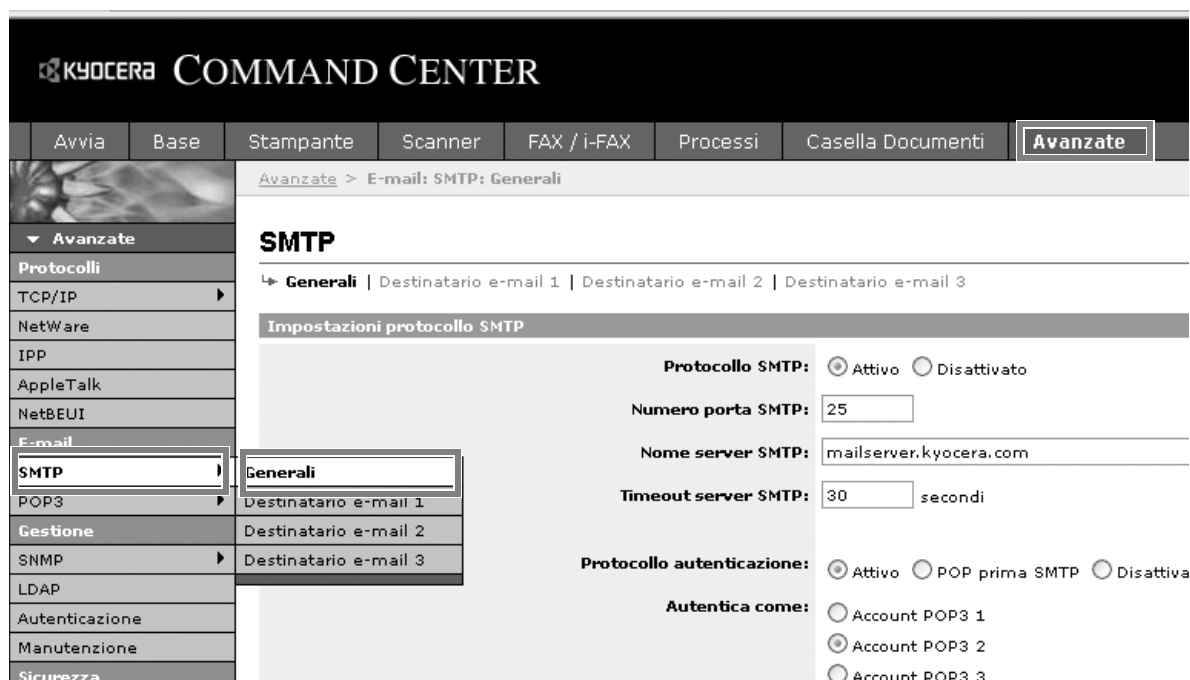 KYOCERA COMMAND CENTER
Avvia Base Stampante Scanner FAX / i-FAX Processi Casella Documenti Avanzate
Avanzate > E-mail: SMTP: Generali
Avanzate
Protocolli
TCP/IP
NetWare
IPP
AppleTalk
NetBEUI
E-mail
SMTP
POP3
Gestione
SNMP
LDAP
Autenticazione
Manutenzione
Sicurezza
Generali
Destinatario e-mail 1
Destinatario e-mail 2
Destinatario e-mail 3
SMTP
Generali | Destinatario e-mail 1 | Destinatario e-mail 2 | Destinatario e-mail 3
Impostazioni protocollo SMTP
Protocollo SMTP: Attivo Disattivato
Numero porta SMTP: 25
Nome server SMTP: mailserver.kyocera.com
Timeout server SMTP: 30 secondi
Protocollo autenticazione: Attivo POP prima SMTP Disattiva
Autentica come: Account POP3 1
Account POP3 2
Account POP3 3